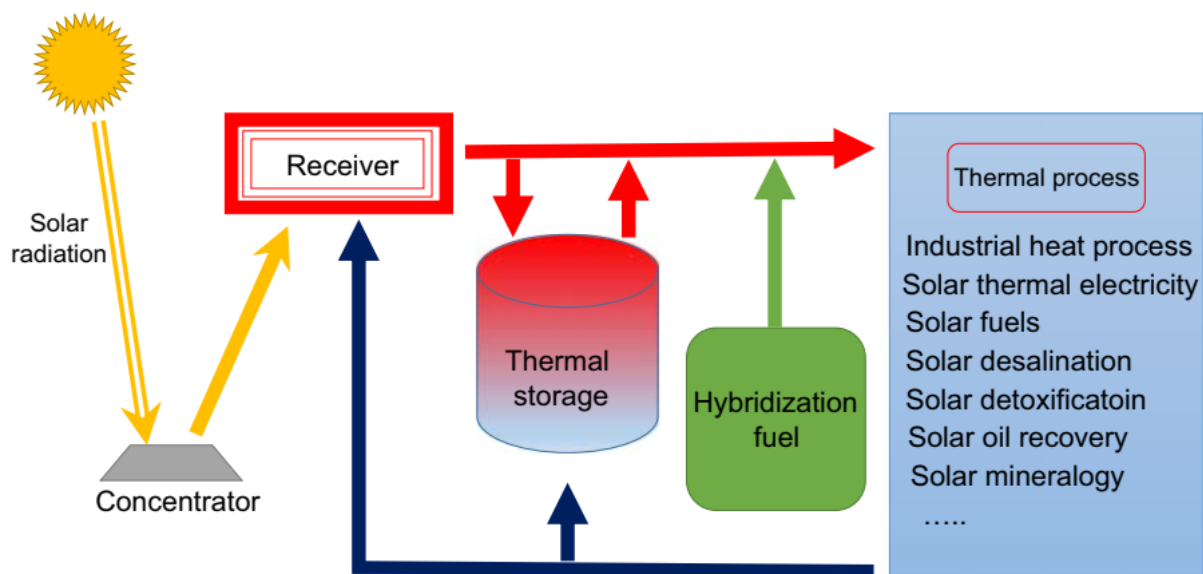 Solar
radiation
Concentrator
Receiver
Thermal
storage
Hybridization
fuel
Thermal process
Industrial heat process
Solar thermal electricity
Solar fuels
Solar desalination
Solar detoxificatoin
Solar oil recovery
Solar mineralogy
.....